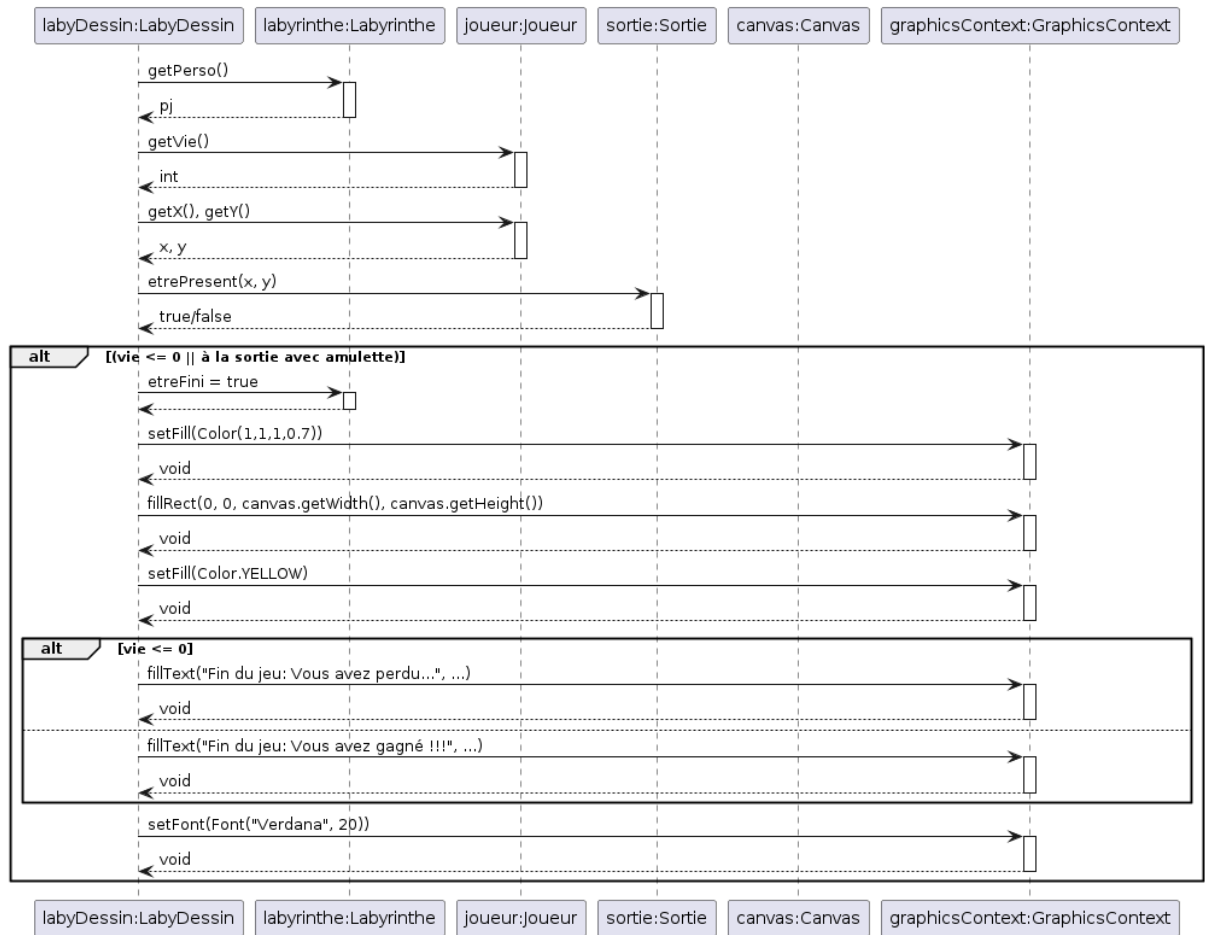 labyDessin:LabyDessin labyrinthe:Labyrinthe joueur:Joueur sortie:Sortie canvas:Canvas graphicsContext:GraphicsContext
getPerso()
pj
getVie()
int
getX(), getY()
x, y
etrePresent(x, y)
true/false
alt [(vie <= 0 || à la sortie avec amulette)]
etreFini = true
setFill(Color(1,1,1,0.7))
void
fillRect(0, 0, canvas.getWidth(), canvas.getHeight())
void
setFill(Color.YELLOW)
void
alt [vie <= 0]
fillText("Fin du jeu: Vous avez perdu...", ...)
void
fillText("Fin du jeu: Vous avez gagné !!!", ...)
void
setFont(Font("Verdana", 20))
void
labyDessin:LabyDessin labyrinthe:Labyrinthe joueur:Joueur sortie:Sortie canvas:Canvas graphicsContext:GraphicsContext